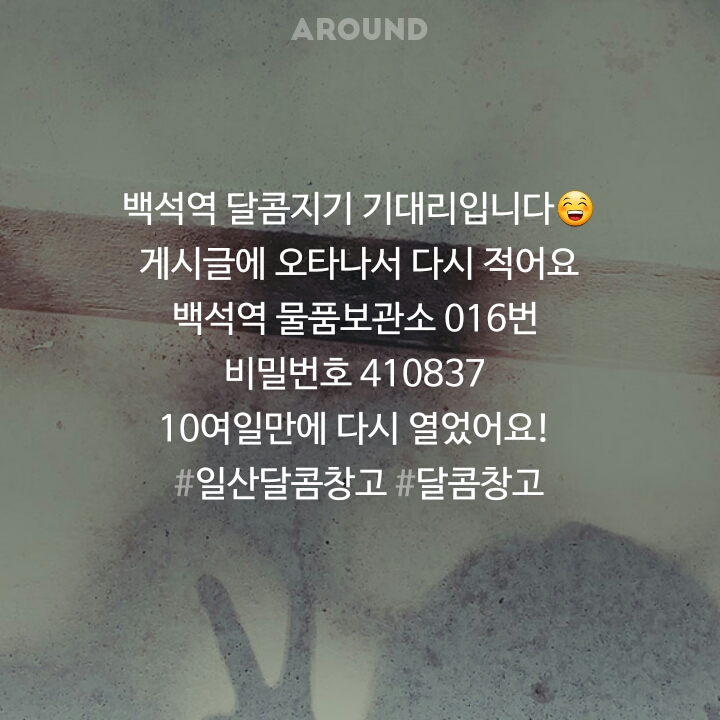 AROUND
백석역 달콤지기 기대리입니다😁
게시글에 오타나서 다시 적어요
백석역 물품보관소 016번
비밀번호 410837
10여일만에 다시 열었어요!
#일산달콤창고 #달콤창고